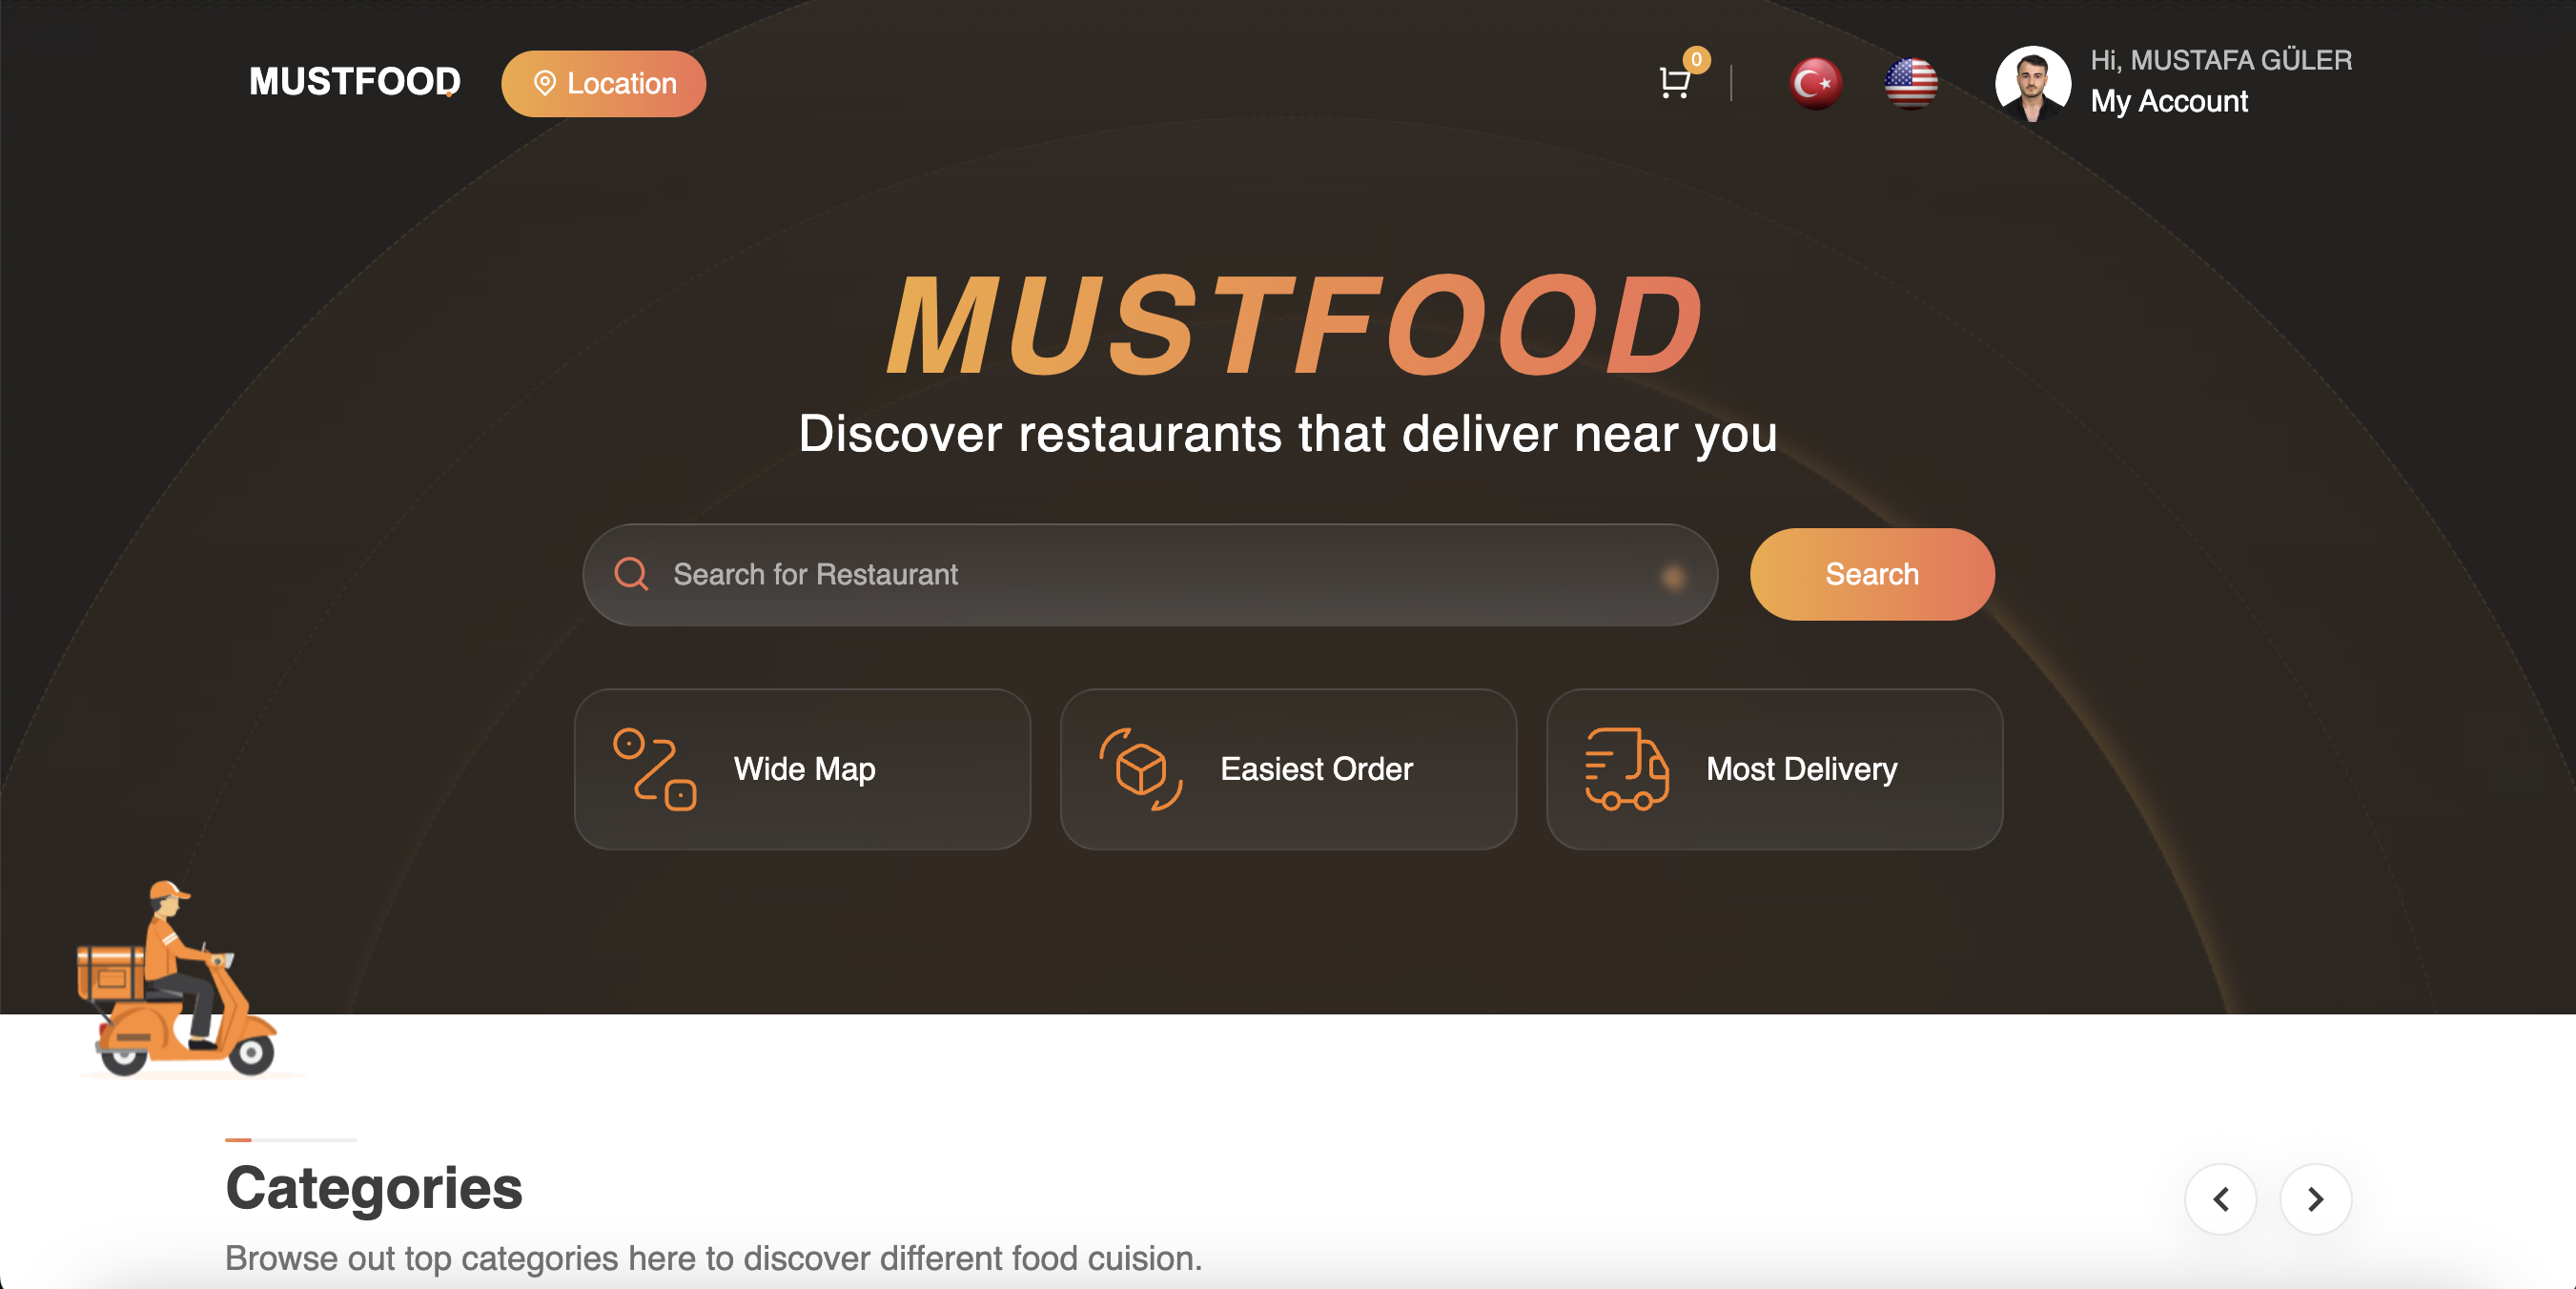 MUSTFOOD
Location
0
Hi, MUSTAFA GÜLER
My Account
MUSTFOOD
Discover restaurants that deliver near you
Search for Restaurant
Search
Wide Map
Easiest Order
Most Delivery
Categories
Browse out top categories here to discover different food cuision.